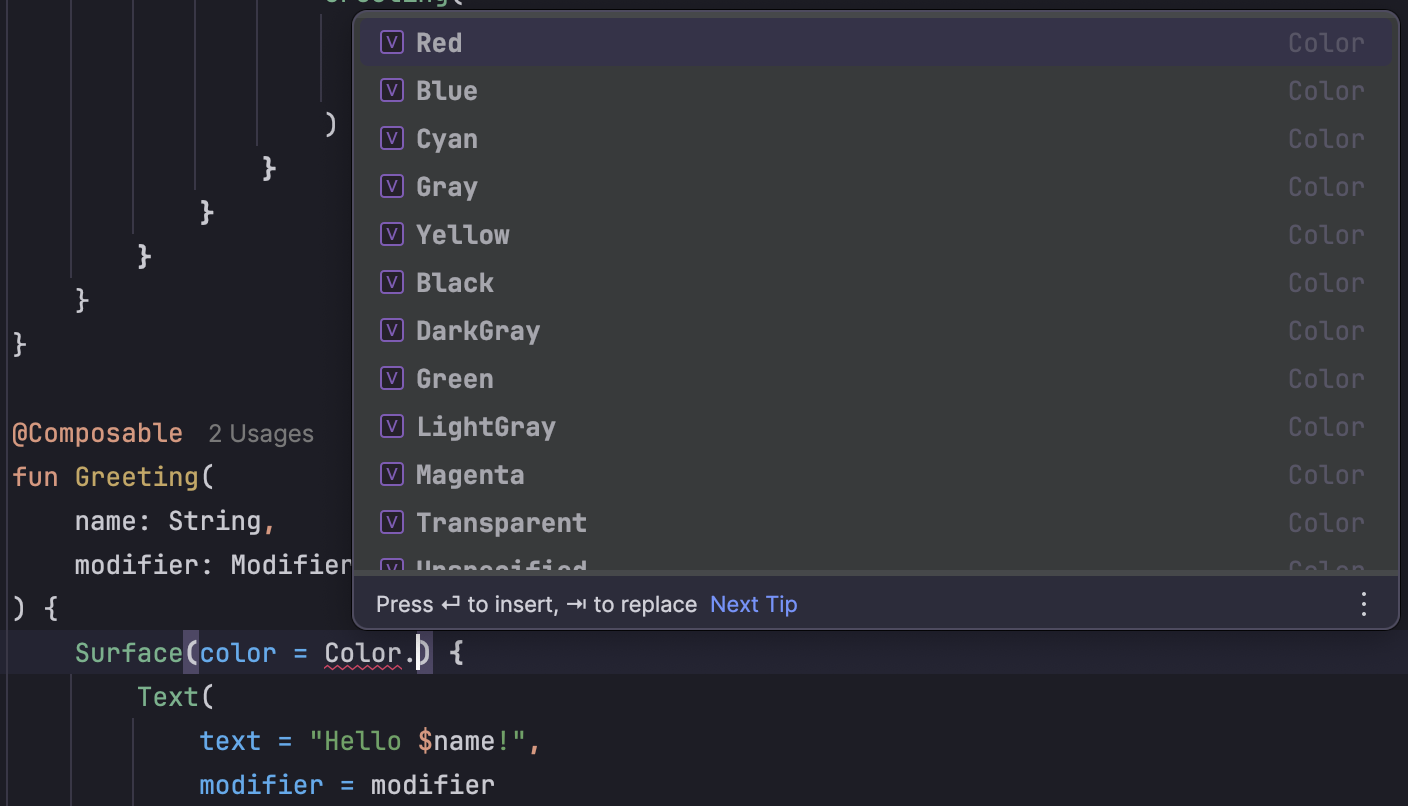 )
Red Color
Blue Color
Cyan Color
Gray Color
Yellow Color
Black Color
DarkGray Color
Green Color
LightGray Color
Magenta Color
Transparent Color
Press ⏎ to insert, ⇥ to replace Next Tip
}
}
}
}
}
@Composable 2 Usages
fun Greeting(
name: String,
modifier: Modifier
) {
Surface(color = Color.) {
Text(
text = "Hello $name!",
modifier = modifier